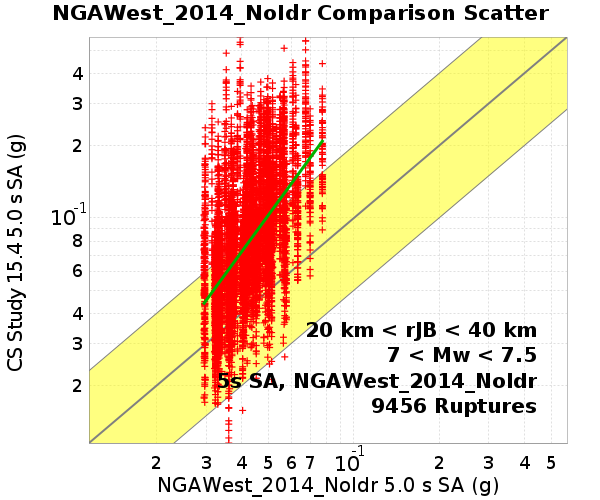 NGAWest_2014_NoIdr Comparison Scatter
CS Study 15.4 5.0 s SA (g)
4
3
2
10^-1
8
6
4
3
2
20 km < rJB < 40 km
7 < Mw < 7.5
5s SA, NGAWest_2014_NoIdr
9456 Ruptures
2 3 4 5 6 7 10^-1 2 3 4 5
NGAWest_2014_NoIdr 5.0 s SA (g)